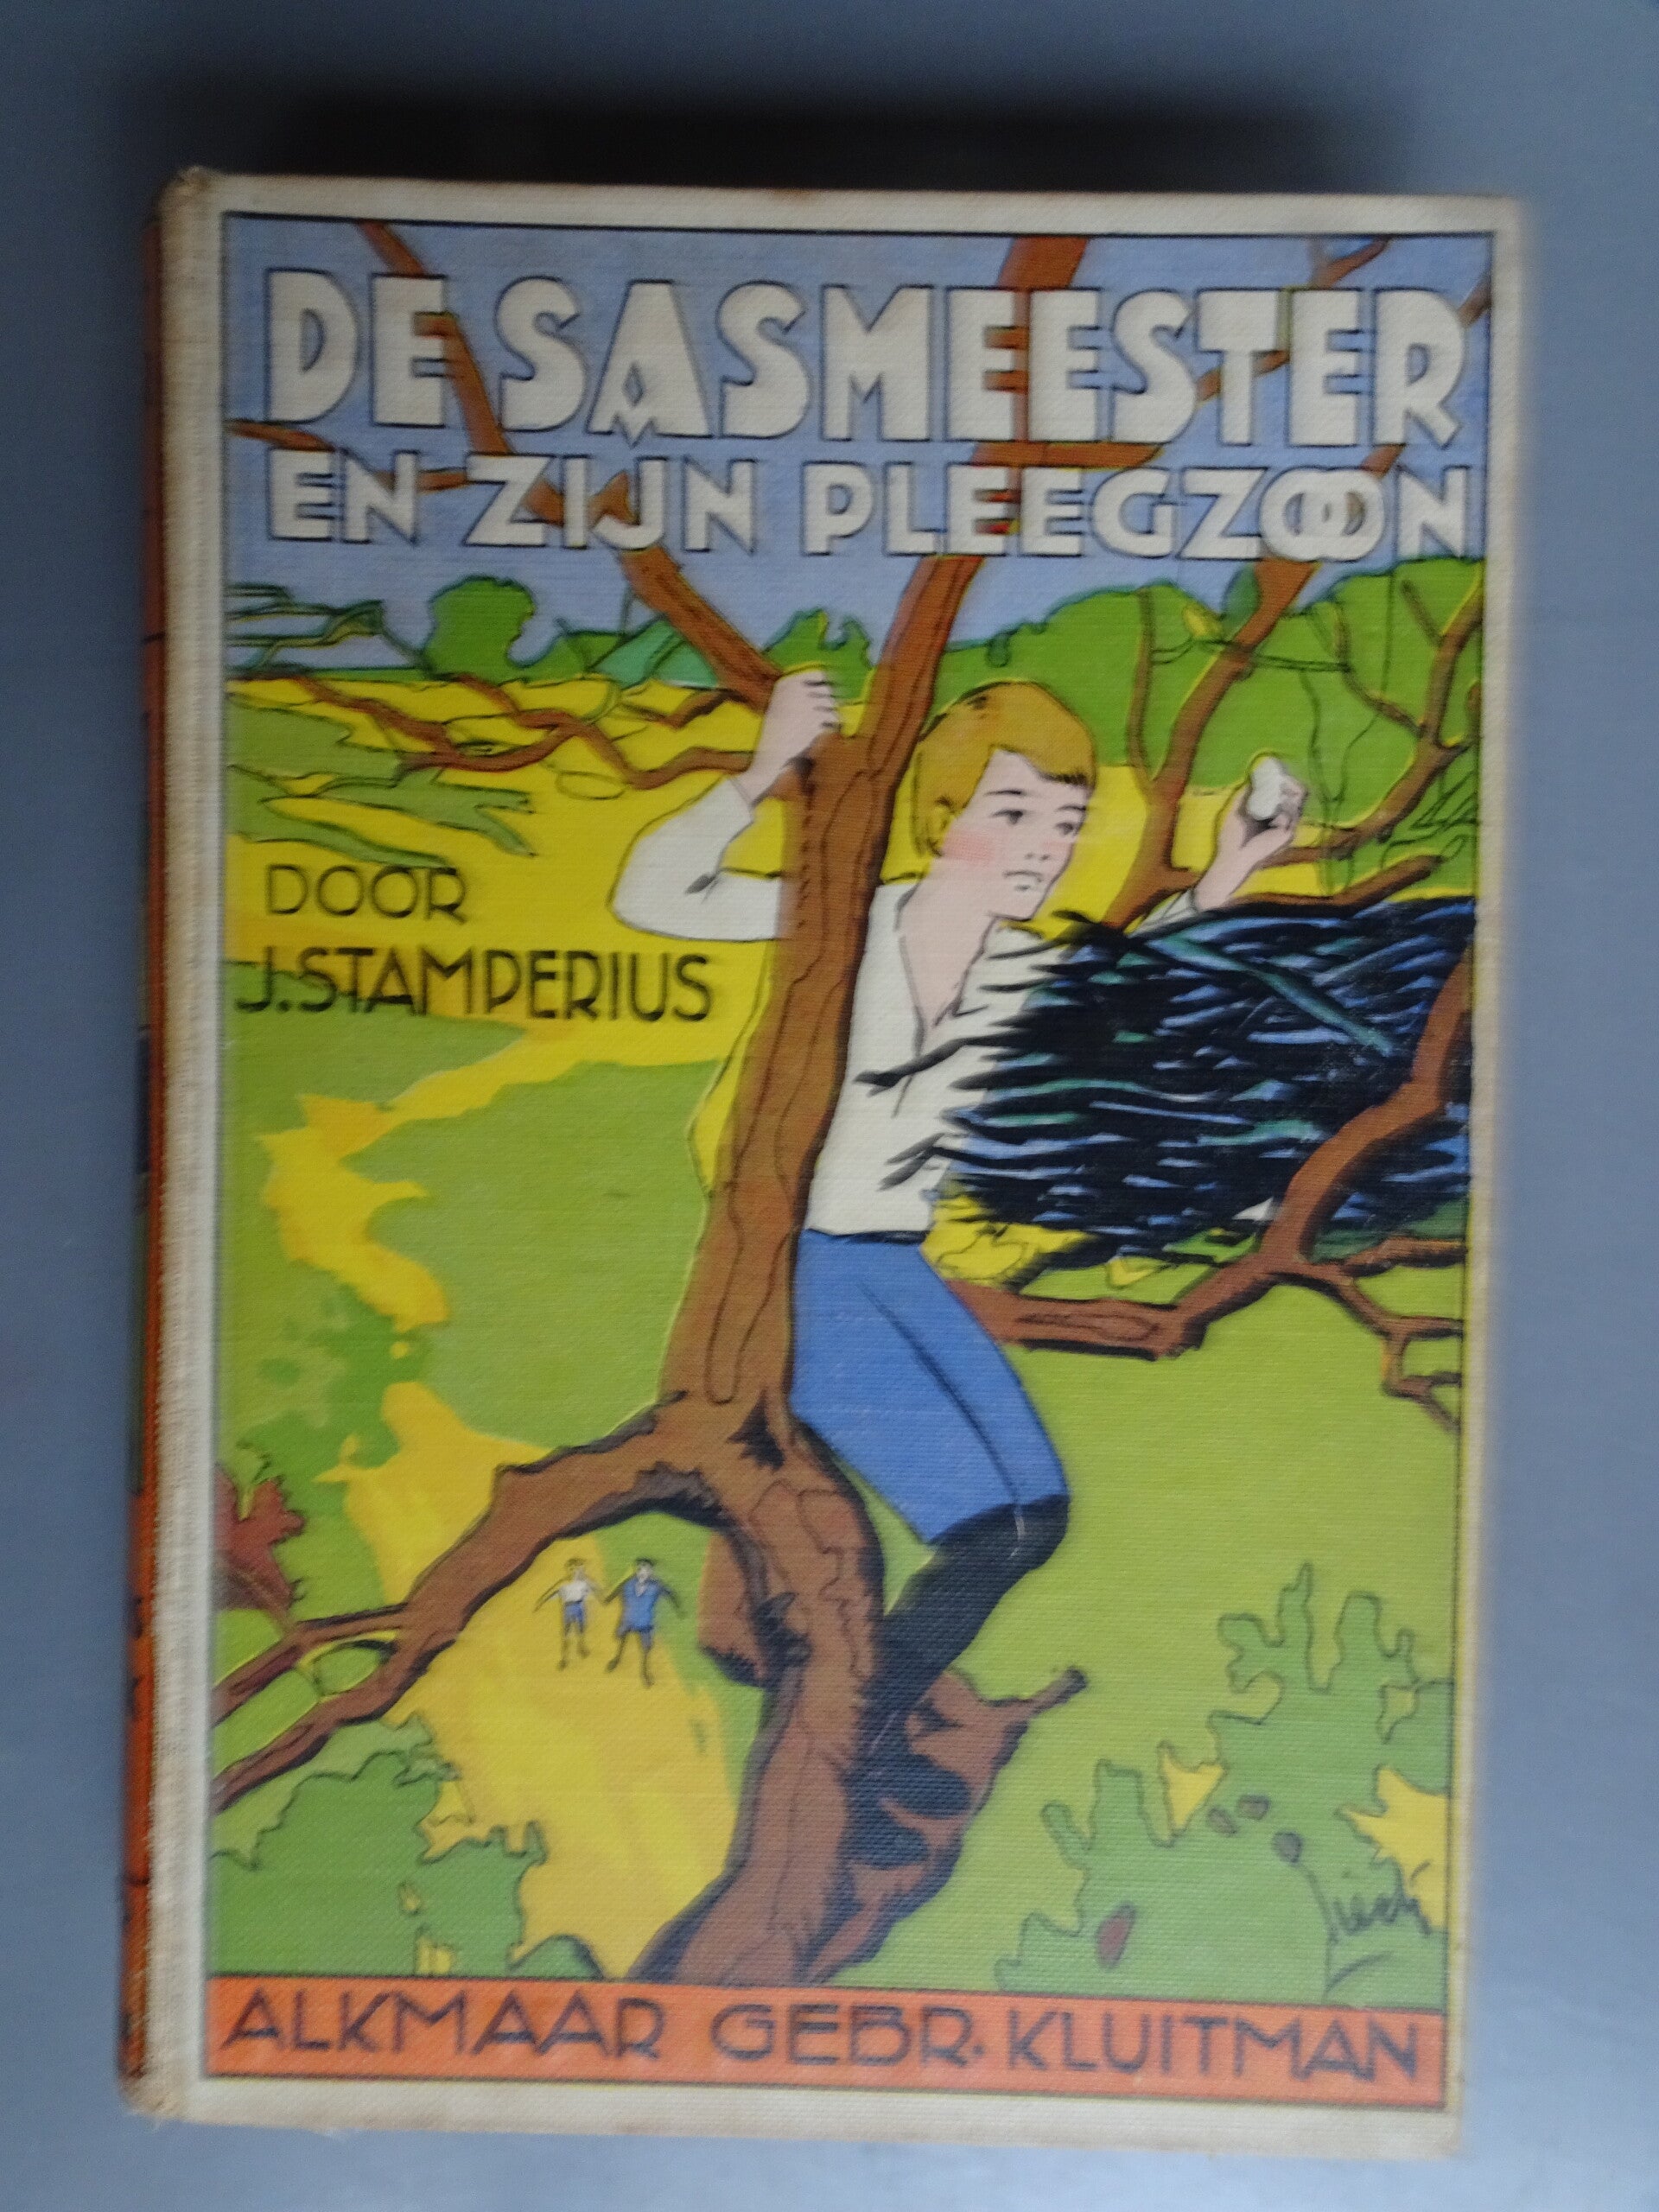 DE SASMEESTER
EN ZIJN PLEEGZOON
DOOR
J. STAMPERIUS
ALKMAAR GEBR. KLUITMAN